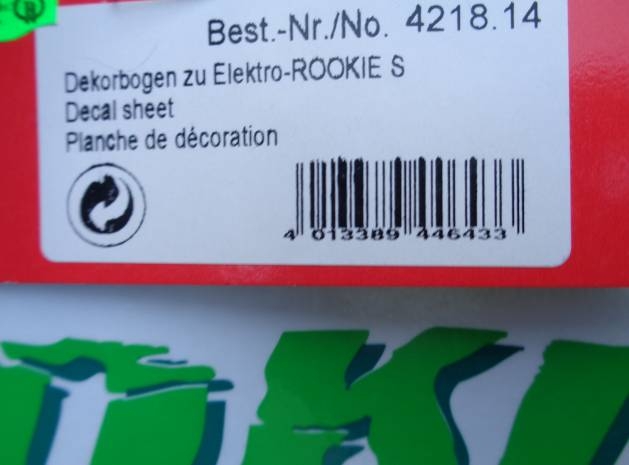 Best.-Nr./No. 4218.14
Dekorbogen zu Elektro-ROOKIE S
Decal sheet
Planche de décoration
4 013389 446433